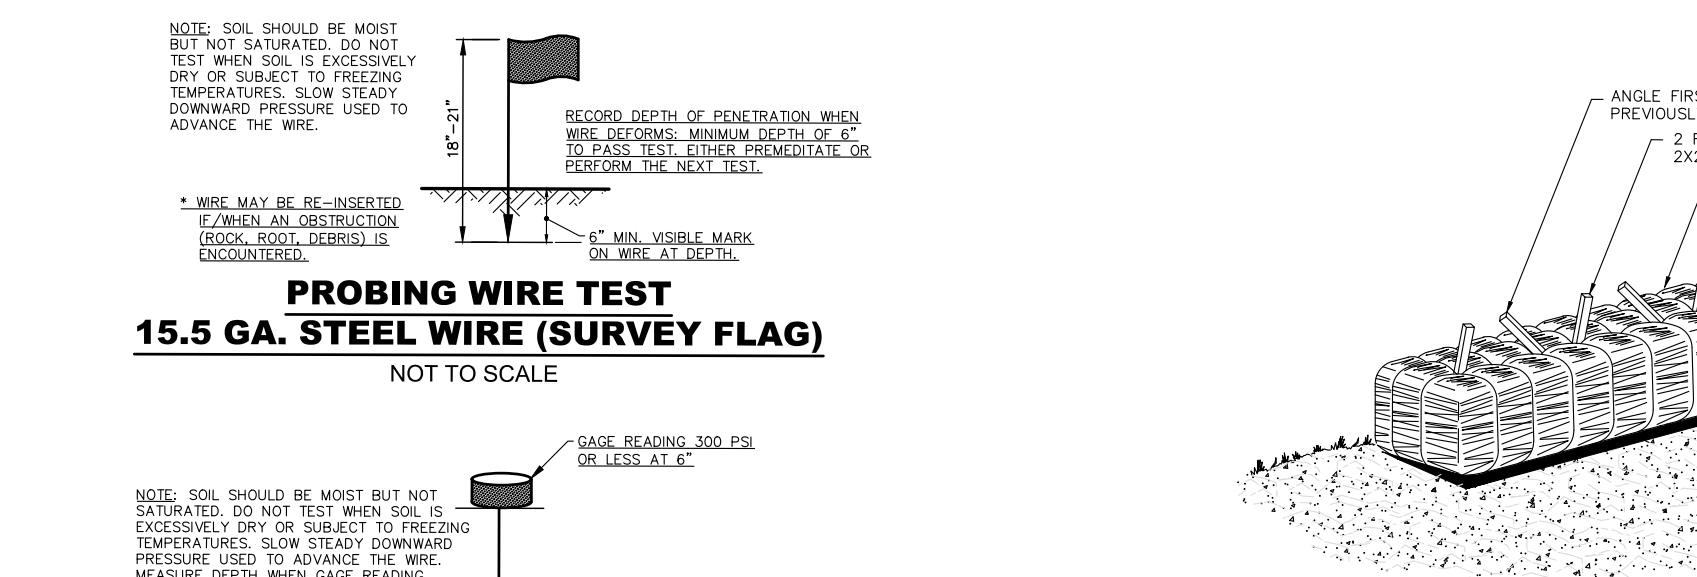 NOTE: SOIL SHOULD BE MOIST
BUT NOT SATURATED. DO NOT
TEST WHEN SOIL IS EXCESSIVELY
DRY OR SUBJECT TO FREEZING
TEMPERATURES. SLOW STEADY
DOWNWARD PRESSURE USED TO
ADVANCE THE WIRE.
18"-21"
RECORD DEPTH OF PENETRATION WHEN
WIRE DEFORMS: MINIMUM DEPTH OF 6"
TO PASS TEST. EITHER PREMEDITATE OR
PERFORM THE NEXT TEST.
* WIRE MAY BE RE-INSERTED
IF/WHEN AN OBSTRUCTION
(ROCK, ROOT, DEBRIS) IS
ENCOUNTERED.
6" MIN. VISIBLE MARK
ON WIRE AT DEPTH.
PROBING WIRE TEST
15.5 GA. STEEL WIRE (SURVEY FLAG)
NOT TO SCALE
GAGE READING 300 PSI
OR LESS AT 6"
NOTE: SOIL SHOULD BE MOIST BUT NOT
SATURATED. DO NOT TEST WHEN SOIL IS
EXCESSIVELY DRY OR SUBJECT TO FREEZING
TEMPERATURES. SLOW STEADY DOWNWARD
PRESSURE USED TO ADVANCE THE WIRE.
MEASURE DEPTH WHEN GAGE READING
ANGLE
2